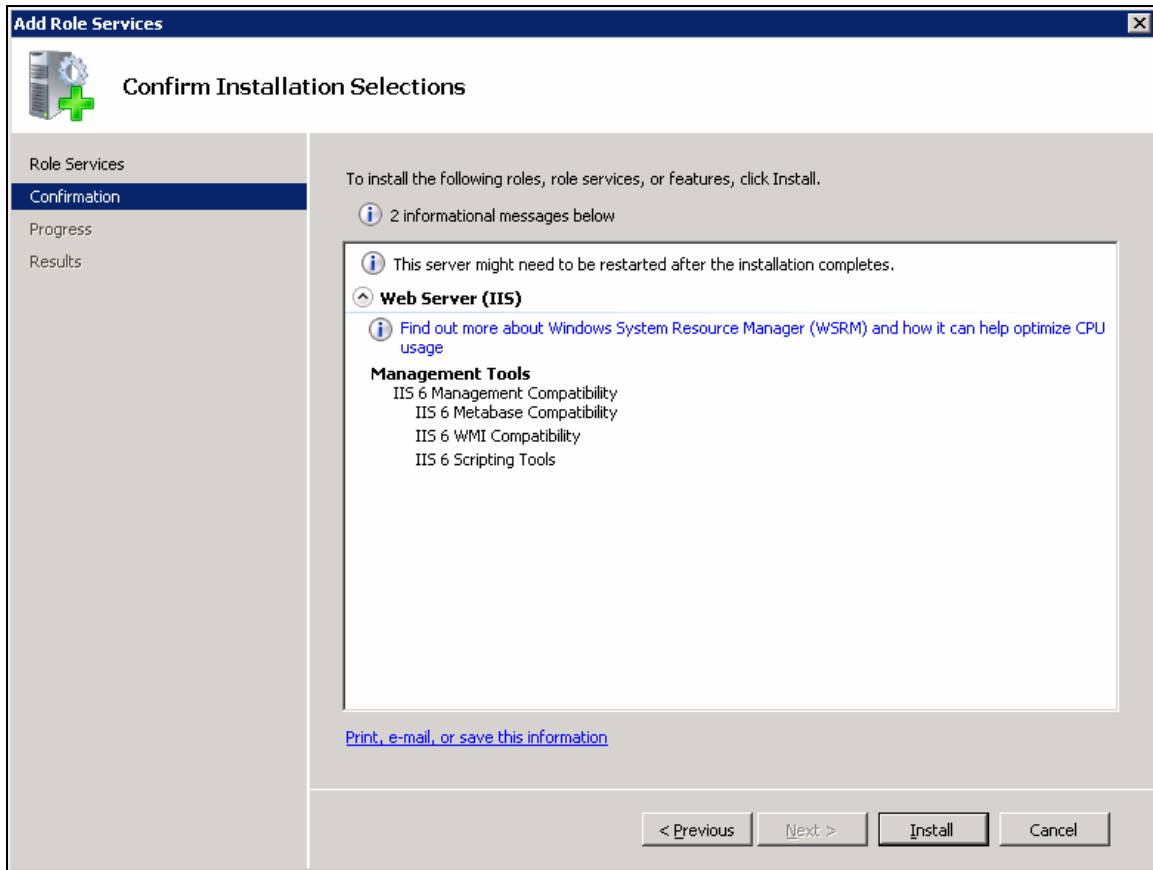 Add Role Services
Confirm Installation Selections
Role Services
Confirmation
Progress
Results
To install the following roles, role services, or features, click Install.
2 informational messages below
This server might need to be restarted after the installation completes.
Web Server (IIS)
Find out more about Windows System Resource Manager (WSRM) and how it can help optimize CPU
usage
Management Tools
IIS 6 Management Compatibility
IIS 6 Metabase Compatibility
IIS 6 WMI Compatibility
IIS 6 Scripting Tools
Print, e-mail, or save this information
< Previous
Next >
Install
Cancel